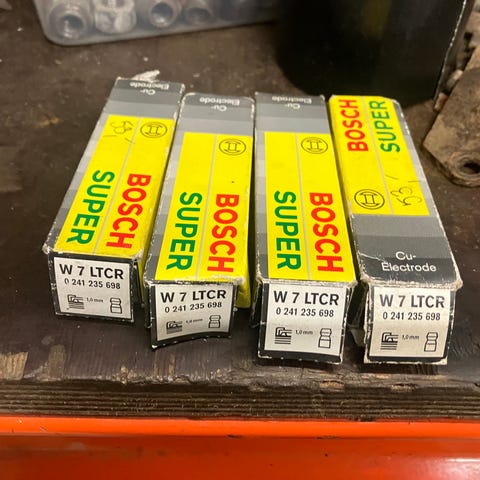 Cu-
Electrode
BOSCH
SUPER
W 7 LTCR
0 241 235 698
1,0 mm
Cu-
Electrode
BOSCH
SUPER
W 7 LTCR
0 241 235 698
1,0 mm
Cu-
Electrode
BOSCH
SUPER
W 7 LTCR
0 241 235 698
1,0 mm
BOSCH
SUPER
Cu-
Electrode
W 7 LTCR
0 241 235 698
1,0 mm